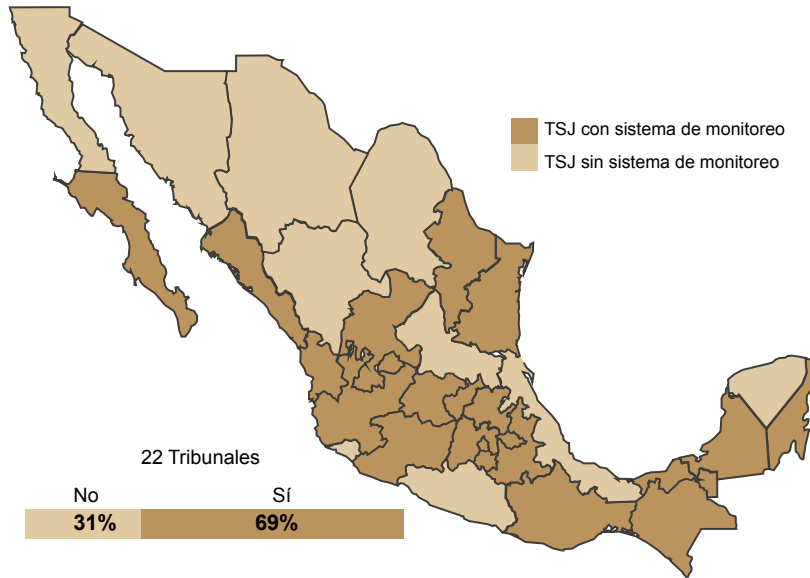 TSJ con sistema de monitoreo
TSJ sin sistema de monitoreo
22 Tribunales
No Sí
31% 69%